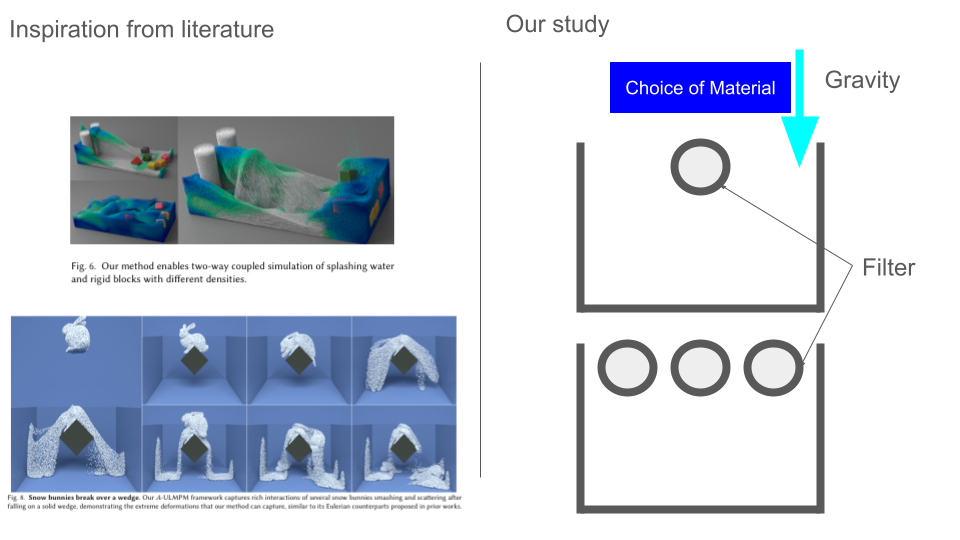 Inspiration from literature
Fig. 6. Our method enables two-way coupled simulation of splashing water
and rigid blocks with different densities.
Fig. 8. Snow bunnies break over a wedge. Our A-ULMPM framework captures rich interactions of several snow bunnies smashing and scattering after
falling on a solid wedge, demonstrating the extreme deformations that our method can capture, similar to its Eulerian counterparts proposed in prior works.
Our study
Choice of Material
Gravity
Filter